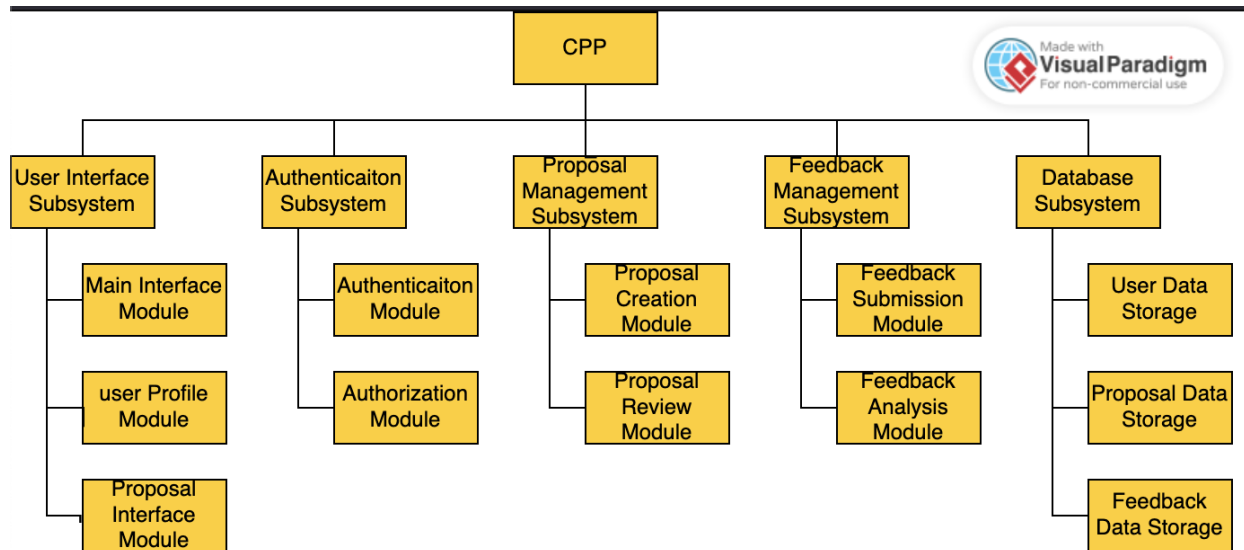 CPP
Made with
Visual Paradigm
For non-commercial use
User Interface
Subsystem
Authenticaiton
Subsystem
Proposal
Management
Subsystem
Feedback
Management
Subsystem
Database
Subsystem
Main Interface
Module
Authenticaiton
Module
Proposal
Creation
Module
Feedback
Submission
Module
User Data
Storage
user Profile
Module
Authorization
Module
Proposal
Review
Module
Feedback
Analysis
Module
Proposal Data
Storage
Proposal
Interface
Module
Feedback
Data Storage